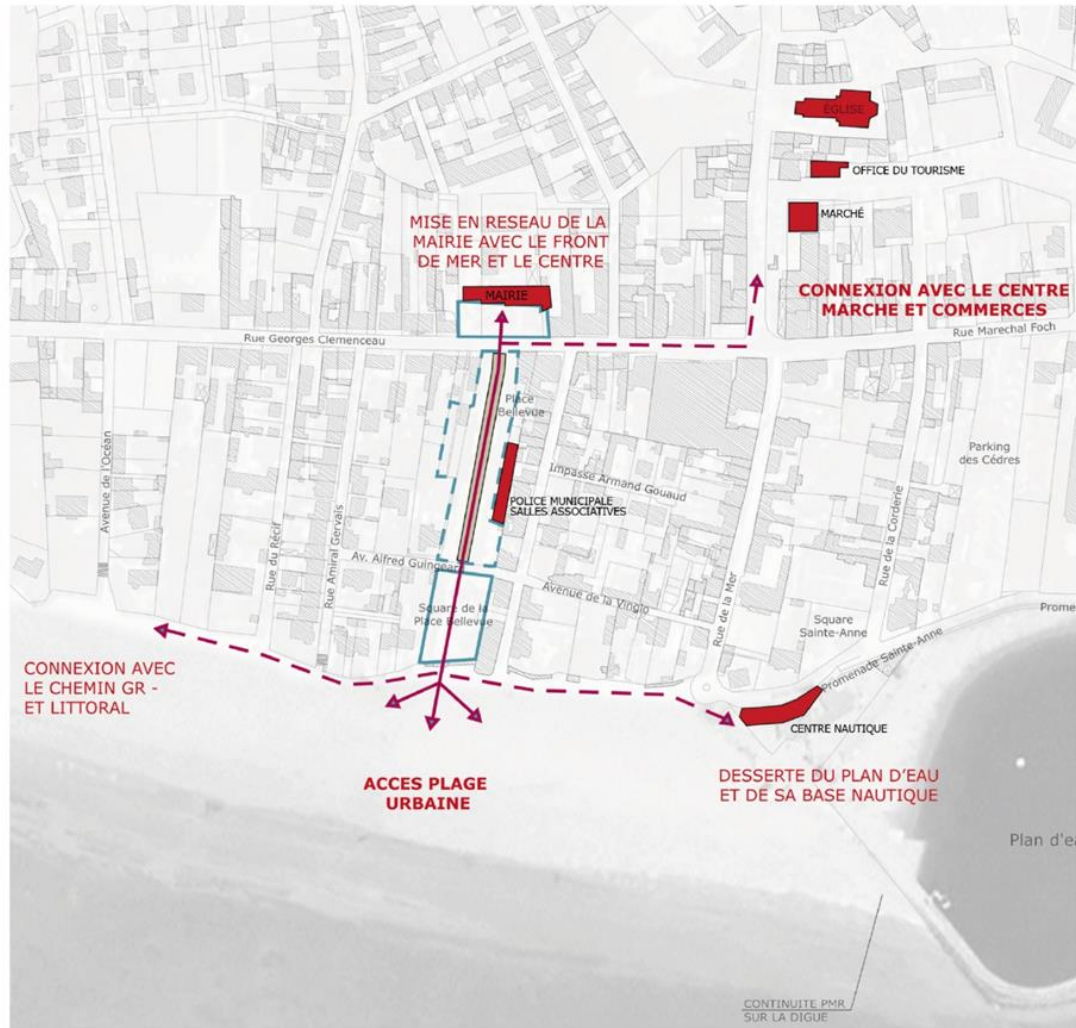 EGLISE
OFFICE DU TOURISME
MARCHÉ
MISE EN RESEAU DE LA
MAIRIE AVEC LE FRONT
DE MER ET LE CENTRE
MAIRIE
CONNEXION AVEC LE CENTRE
MARCHE ET COMMERCES
Rue Georges Clemenceau
Rue Marechal Foch
Place
Bellevue
Avenue de l'Océan
Rue du Récif
Rue Amiral Gervais
Impasse Armand Gouaud
POLICE MUNICIPALE
SALLES ASSOCIATIVES
Parking
des Cédres
Rue de la Corderie
Av. Alfred Guingear
Avenue de la Vinglo
Rue de la Mer
Square de la
Place Bellevue
Square
Sainte-Anne
Prome
Promenade Sainte-Anne
CONNEXION AVEC
LE CHEMIN GR -
ET LITTORAL
CENTRE NAUTIQUE
ACCES PLAGE
URBAINE
DESSERTE DU PLAN D'EAU
ET DE SA BASE NAUTIQUE
Plan d'ea
CONTINUITE PMR
SUR LA DIGUE